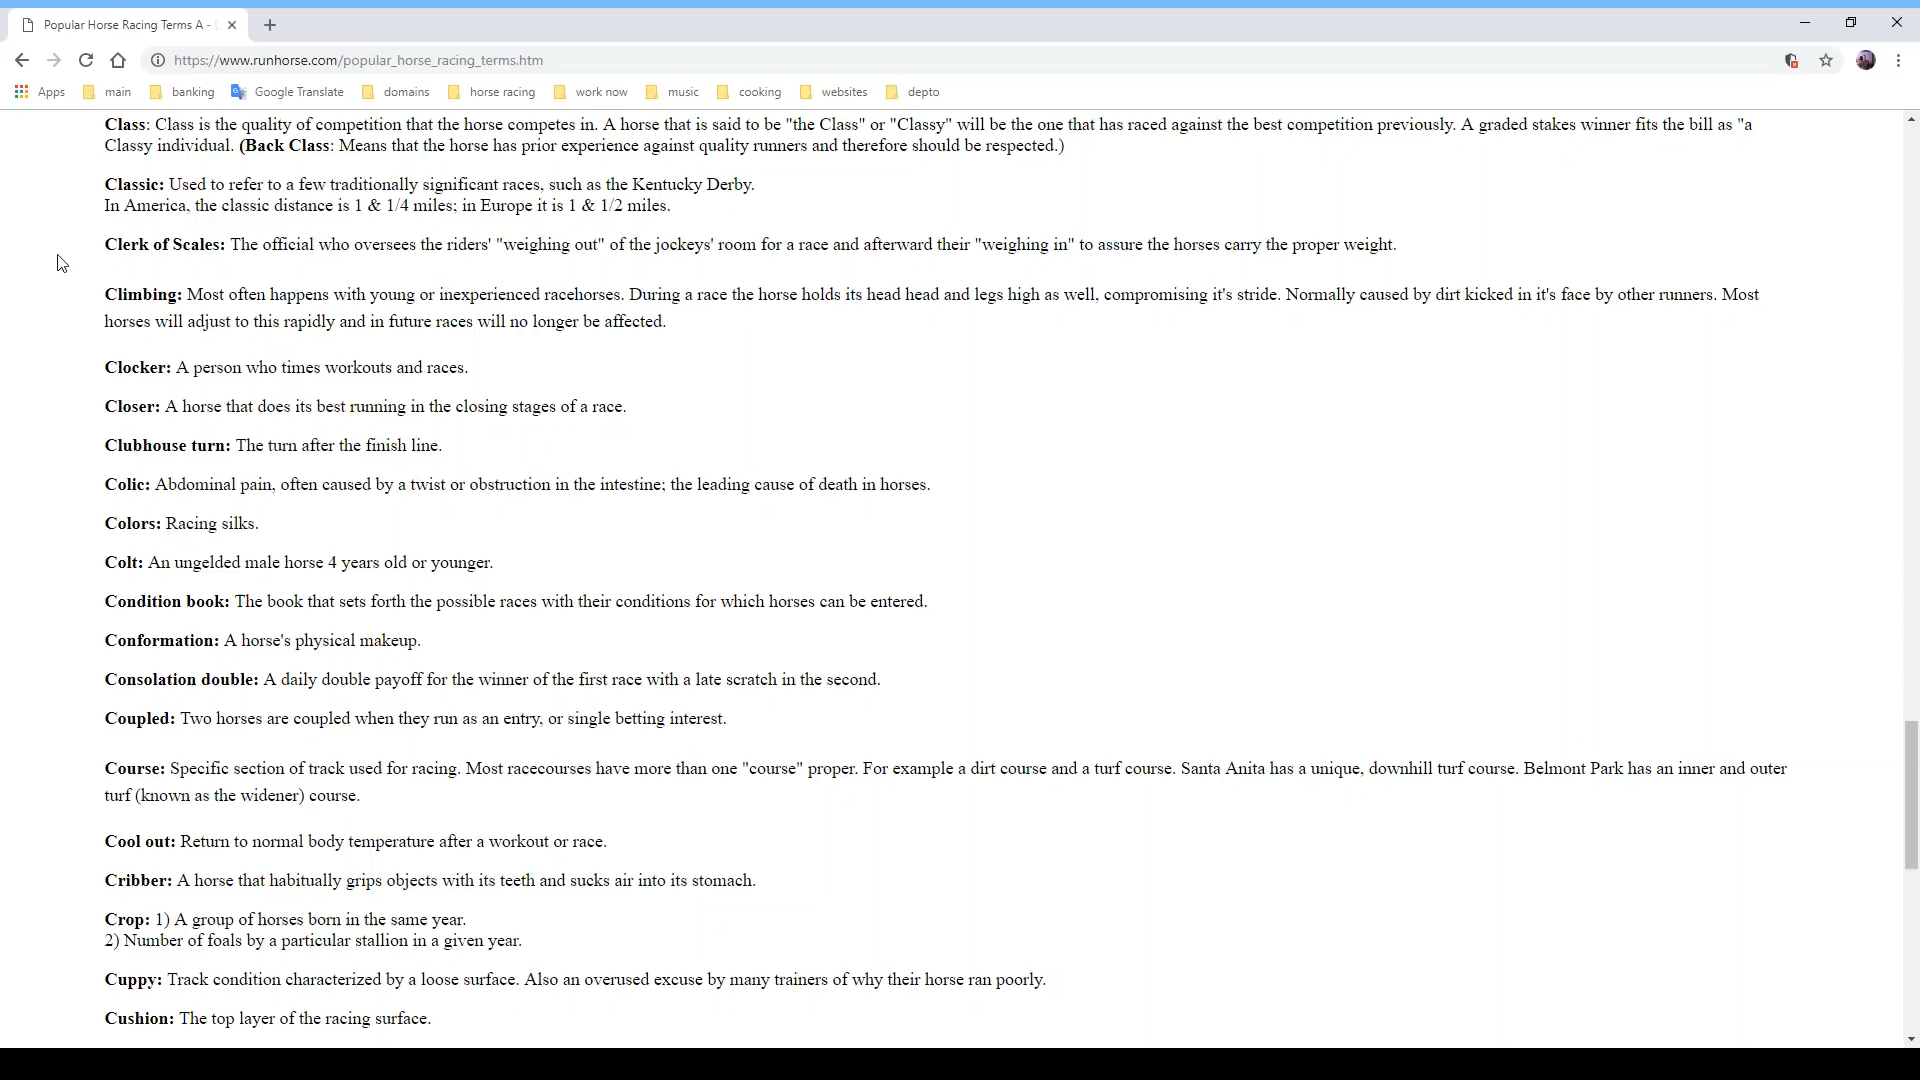 Popular Horse Racing Terms A -
https://www.runhorse.com/popular_horse_racing_terms.htm
Apps main banking Google Translate domains horse racing work now music cooking websites depto
Class: Class is the quality of competition that the horse competes in. A horse that is said to be "the Class" or "Classy" will be the one that has raced against the best competition previously. A graded stakes winner fits the bill as "a
Classy individual. (Back Class: Means that the horse has prior experience against quality runners and therefore should be respected.)
Classic: Used to refer to a few traditionally significant races, such as the Kentucky Derby.
In America, the classic distance is 1 & 1/4 miles; in Europe it is 1 & 1/2 miles.
Clerk of Scales: The official who oversees the riders' "weighing out" of the jockeys' room for a race and afterward their "weighing in" to assure the horses carry the proper weight.
Climbing: Most often happens with young or inexperienced racehorses. During a race the horse holds its head head and legs high as well, compromising it's stride. Normally caused by dirt kicked in it's face by other runners. Most
horses will adjust to this rapidly and in future races will no longer be affected.
Clocker: A person who times workouts and races.
Closer: A horse that does its best running in the closing stages of a race.
Clubhouse turn: The turn after the finish line.
Colic: Abdominal pain, often caused by a twist or obstruction in the intestine; the leading cause of death in horses.
Colors: Racing silks.
Colt: An ungelded male horse 4 years old or younger.
Condition book: The book that sets forth the possible races with their conditions for which horses can be entered.
Conformation: A horse's physical makeup.
Consolation double: A daily double payoff for the winner of the first race with a late scratch in the second.
Coupled: Two horses are coupled when they run as an entry, or single betting interest.
Course: Specific section of track used for racing. Most racecourses have more than one "course" proper. For example a dirt course and a turf course. Santa Anita has a unique, downhill turf course. Belmont Park has an inner and outer
turf (known as the widener) course.
Cool out: Return to normal body temperature after a workout or race.
Cribber: A horse that habitually grips objects with its teeth and sucks air into its stomach.
Crop: 1) A group of horses born in the same year.
2) Number of foals by a particular stallion in a given year.
Cuppy: Track condition characterized by a loose surface. Also an overused excuse by many trainers of why their horse ran poorly.
Cushion: The top layer of the racing surface.